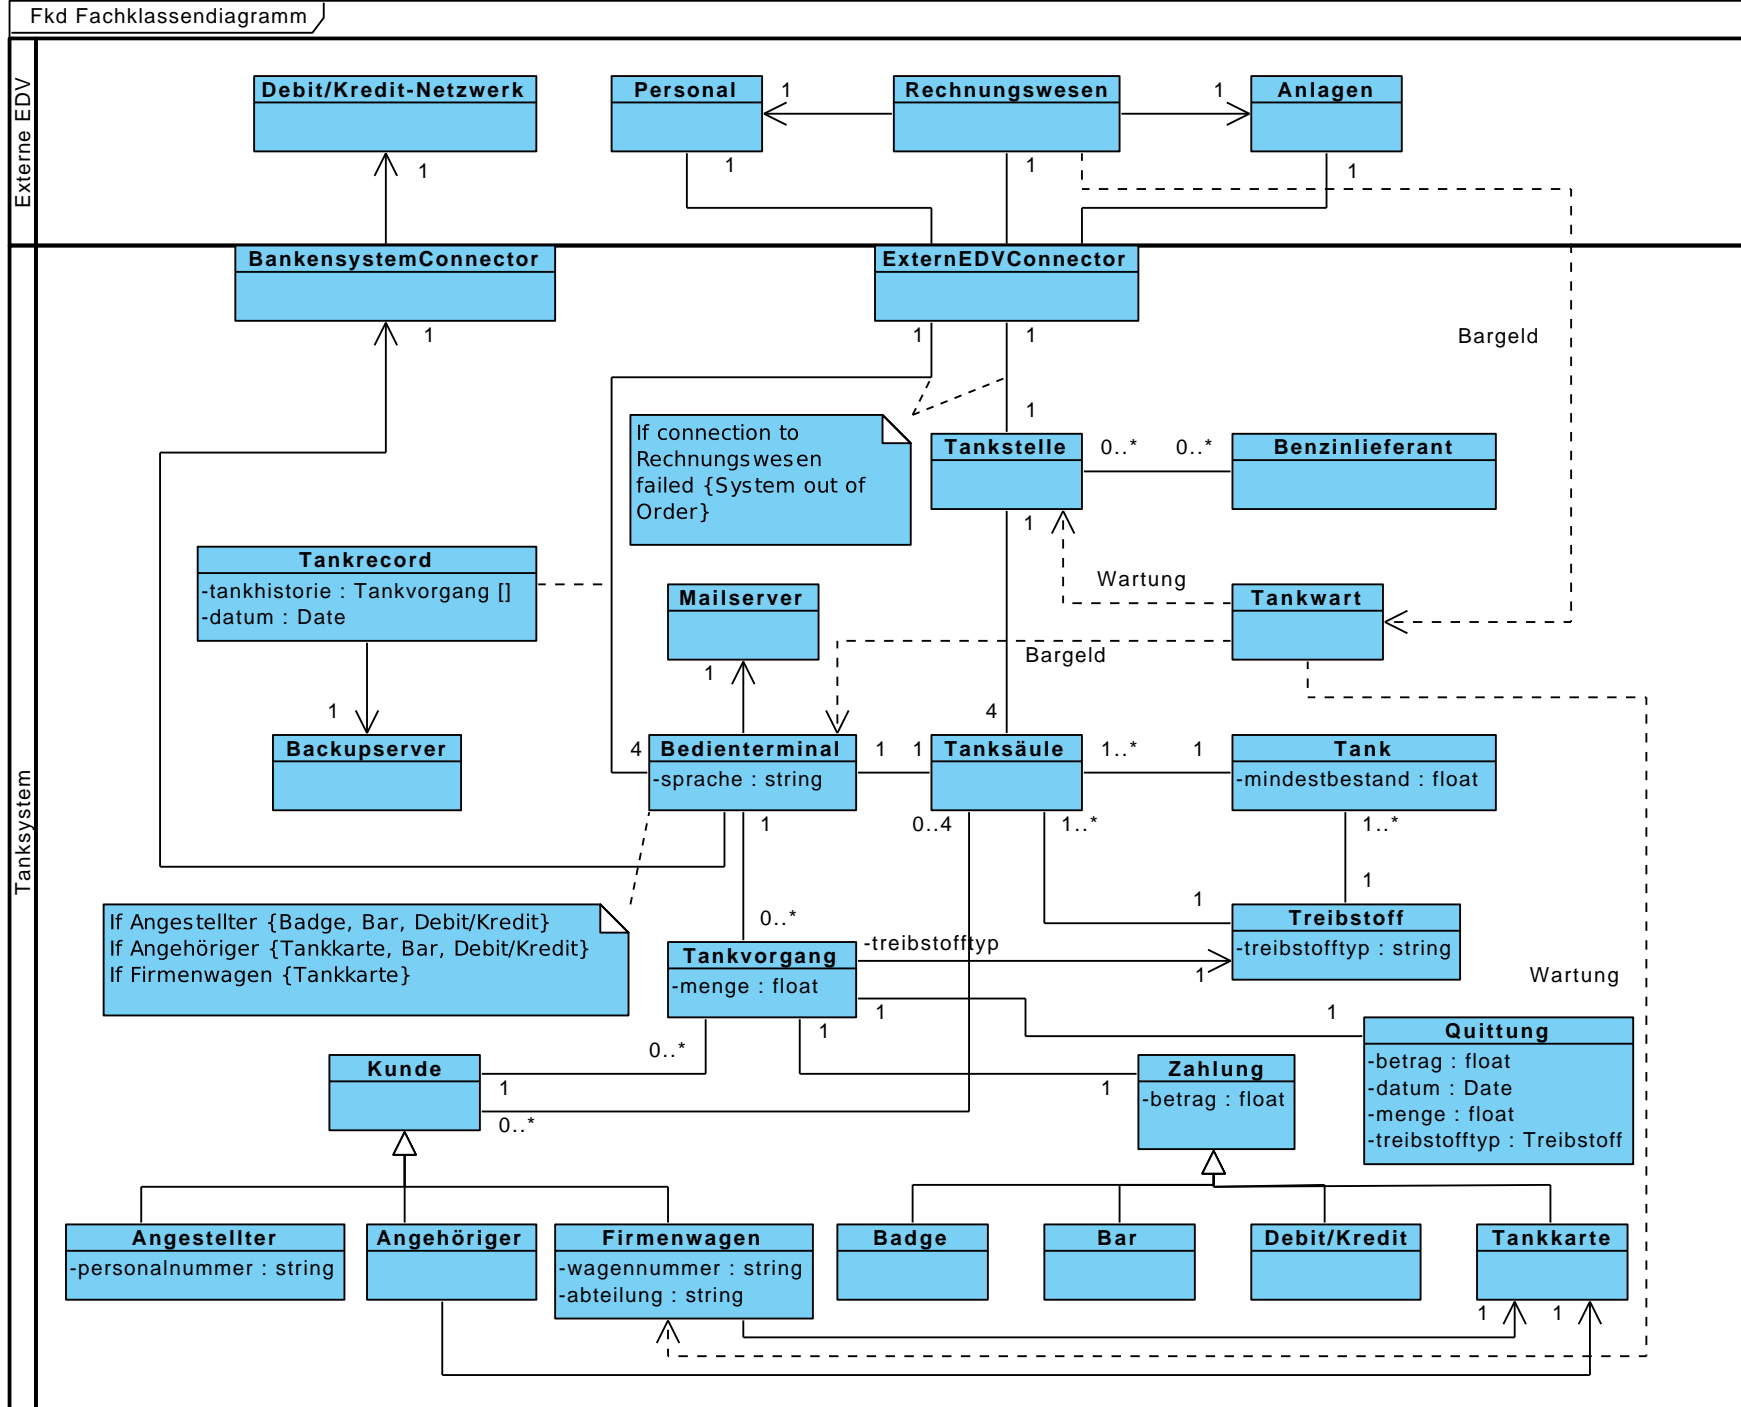 Fkd Fachklassendiagramm
Externe EDV
Debit/Kredit-Netzwerk
Personal
1
Rechnungswesen
1
Anlagen
1
1
1
1
BankensystemConnector
ExternEDVConnector
1
1
1
Bargeld
If connection to
Rechnungswesen
failed {System out of
Order}
1
Tankstelle
0..*
0..*
Benzinlieferant
1
Tankrecord
-tankhistorie : Tankvorgang []
-datum : Date
Mailserver
1
Wartung
Tankwart
Bargeld
1
Backupserver
4
Bedienterminal
-sprache : string
1
1
4
Tanksäule
1..*
1
Tank
-mindestbestand : float
Tanksystem
1
0..4
1..*
1..*
1
1
If Angestellter {Badge, Bar, Debit/Kredit}
If Angehöriger {Tankkarte, Bar, Debit/Kredit}
If Firmenwagen {Tankkarte}
0..*
Tankvorgang
-menge : float
-treibstofftyp
1
Treibstoff
-treibstofftyp : string
Wartung
1
1
1
Quittung
-betrag : float
-datum : Date
-menge : float
-treibstofftyp : Treibstoff
0..*
Kunde
1
0..*
1
Zahlung
-betrag : float
Angestellter
-personalnummer : string
Angehöriger
Firmenwagen
-wagennummer : string
-abteilung : string
Badge
Bar
Debit/Kredit
Tankkarte
1
1